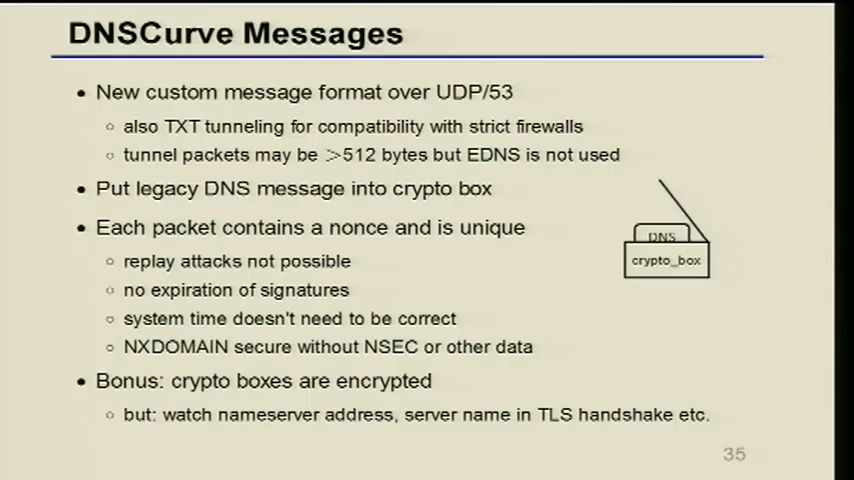 DNSCurve Messages
• New custom message format over UDP/53
○ also TXT tunneling for compatibility with strict firewalls
○ tunnel packets may be >512 bytes but EDNS is not used
• Put legacy DNS message into crypto box
• Each packet contains a nonce and is unique
○ replay attacks not possible
○ no expiration of signatures
○ system time doesn't need to be correct
○ NXDOMAIN secure without NSEC or other data
• Bonus: crypto boxes are encrypted
○ but: watch nameserver address, server name in TLS handshake etc.
DNS
crypto_box
35